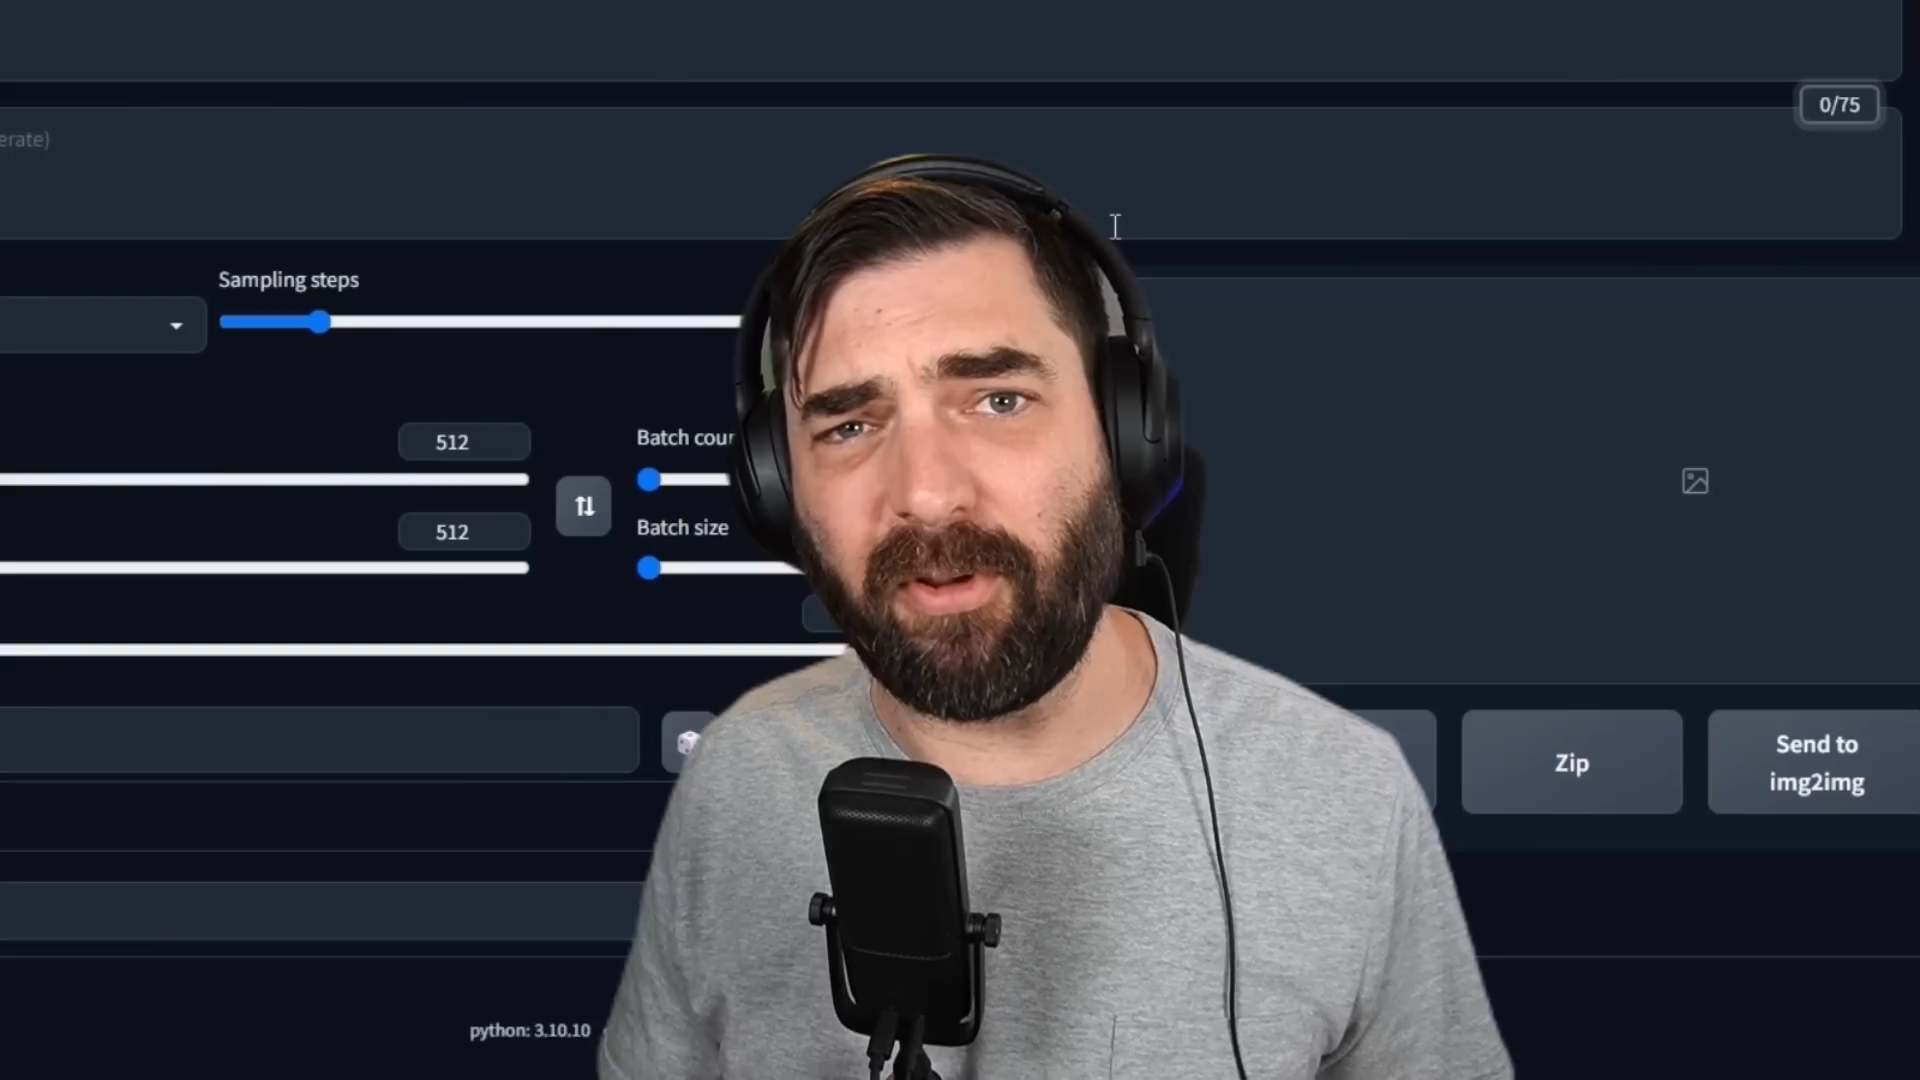 0/75
erate)
Sampling steps
512
Batch cour
512
Batch size
Zip
Send to
img2img
python: 3.10.10